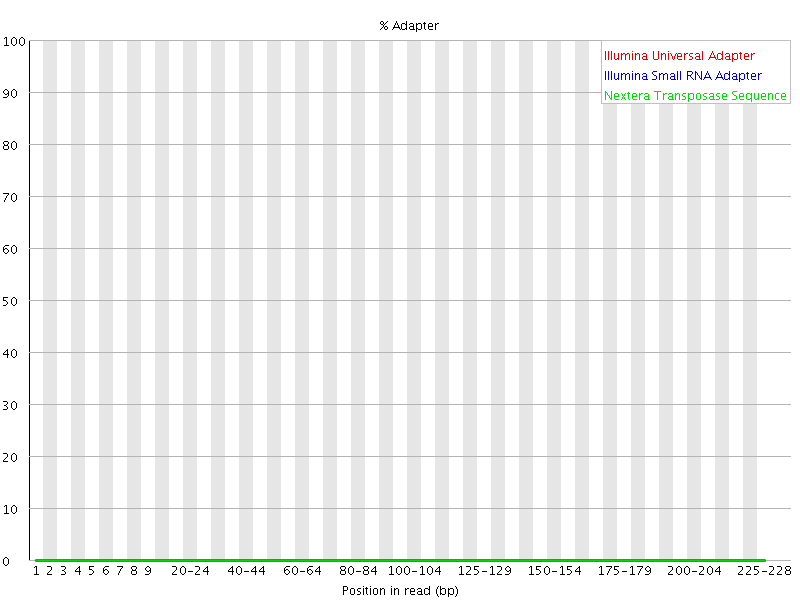 % Adapter
100
90
80
70
60
50
40
30
20
10
0
Illumina Universal Adapter
Illumina Small RNA Adapter
Nextera Transposase Sequence
1 2 3 4 5 6 7 8 9 20-24 40-44 60-64 80-84 100-104 125-129 150-154 175-179 200-204 225-228
Position in read (bp)